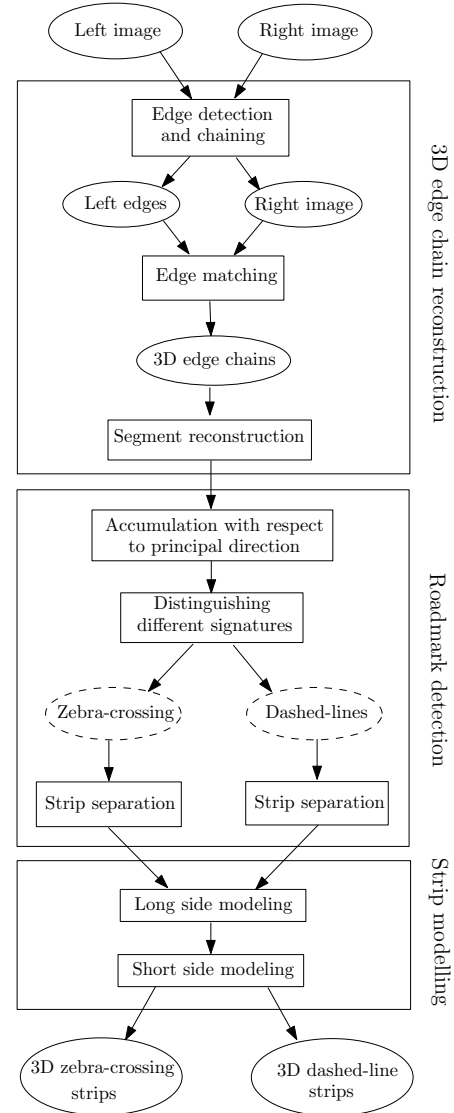 Left image
Right image
Edge detection
and chaining
Left edges
Right image
Edge matching
3D edge chains
Segment reconstruction
3D edge chain reconstruction
Accumulation with respect
to principal direction
Distinguishing
different signatures
Zebra-crossing
Dashed-lines
Strip separation
Strip separation
Roadmark detection
Long side modeling
Short side modeling
Strip modelling
3D zebra-crossing
strips
3D dashed-line
strips